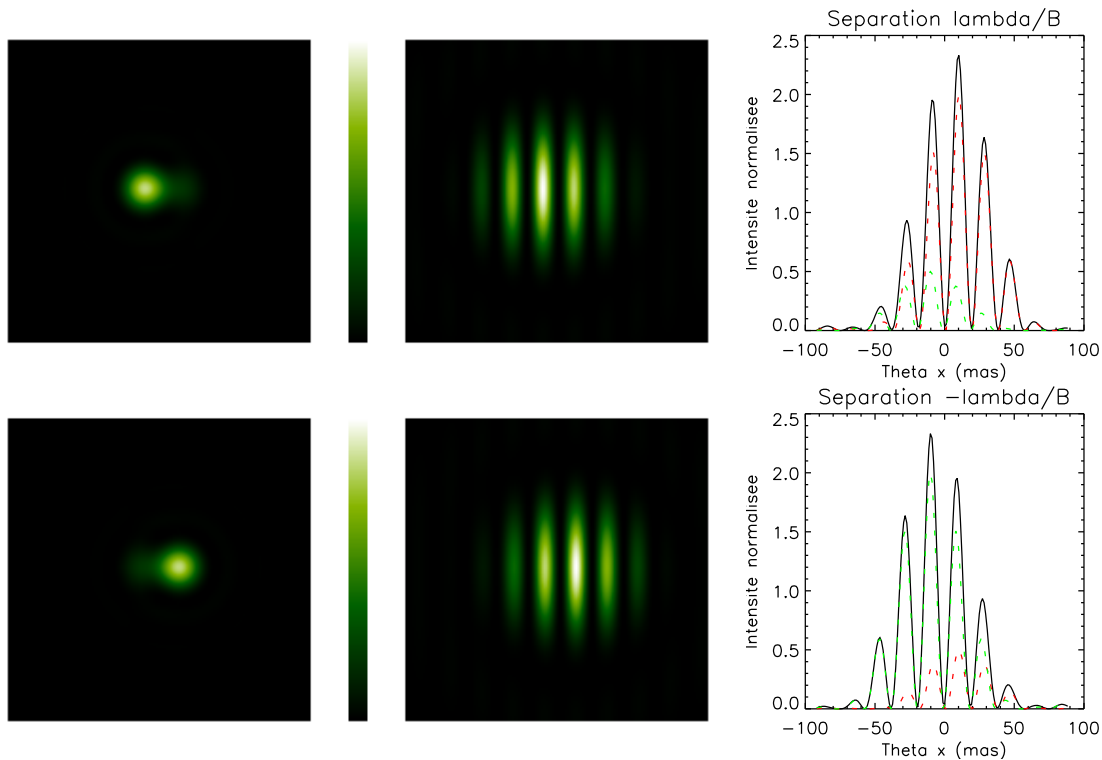 Separation lambda/B
2.5
2.0
1.5
1.0
0.5
0.0
Intensite normalisee
−100 −50 0 50 100
Theta x (mas)
Separation −lambda/B
2.5
2.0
1.5
1.0
0.5
0.0
Intensite normalisee
−100 −50 0 50 100
Theta x (mas)